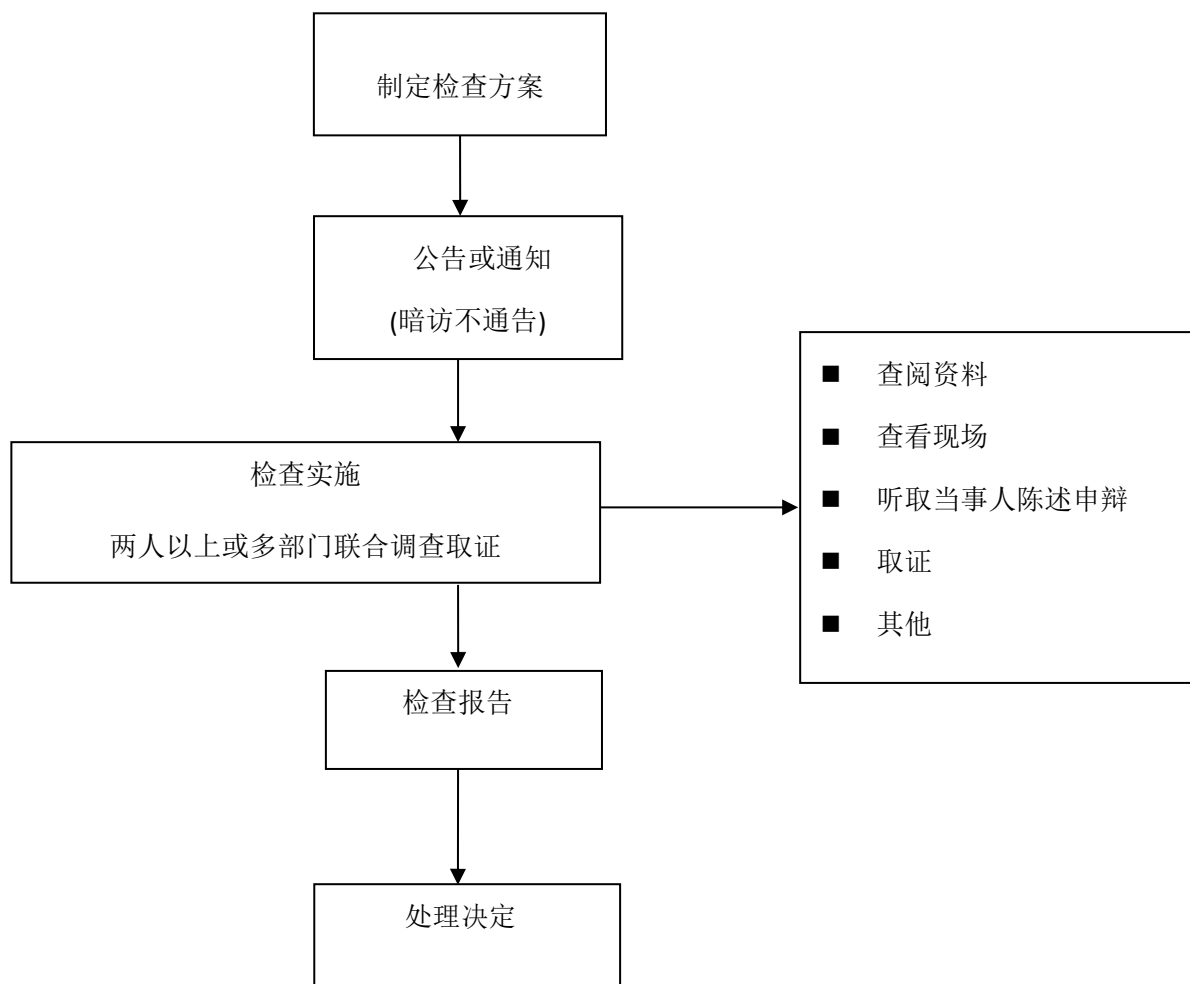 制定检查方案
公告或通知
(暗访不通告)
检查实施
两人以上或多部门联合调查取证
■ 查阅资料
■ 查看现场
■ 听取当事人陈述申辩
■ 取证
■ 其他
检查报告
处理决定